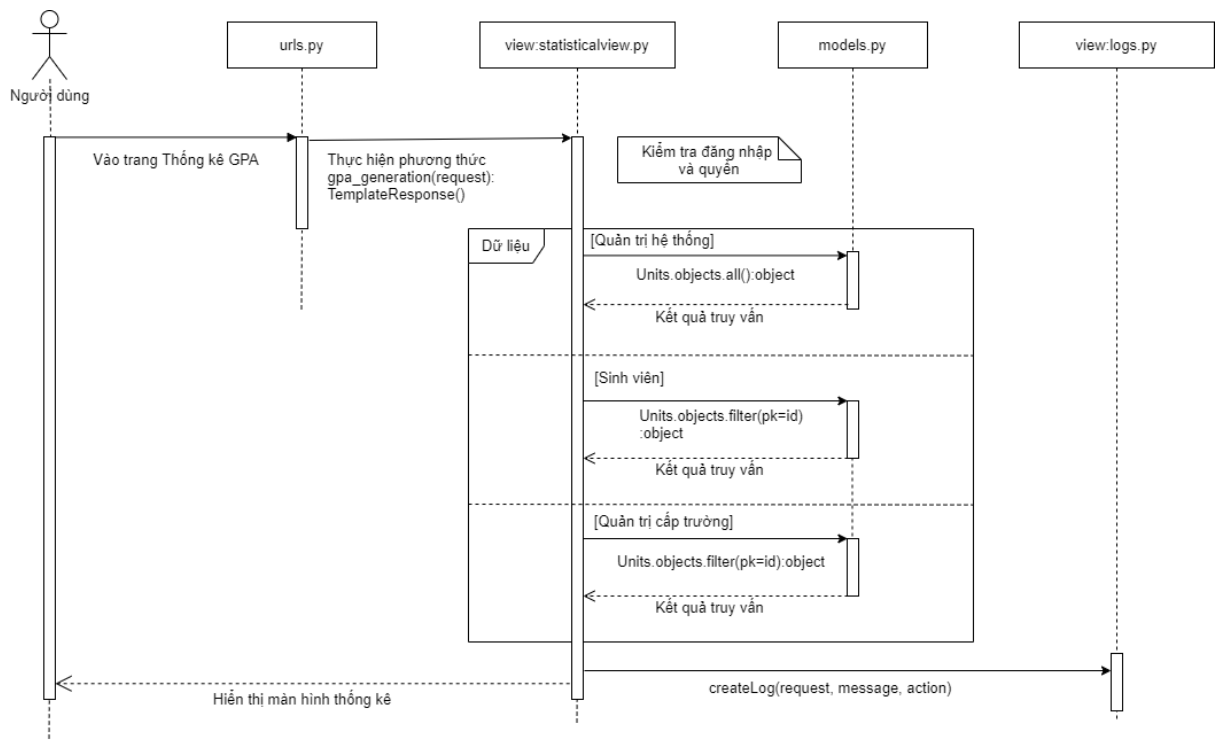 urls.py
view:statisticalview.py
models.py
view:logs.py
Người dùng
Vào trang Thống kê GPA
Thực hiện phương thức
gpa_generation(request):
TemplateResponse()
Kiểm tra đăng nhập
và quyền
Dữ liệu
[Quản trị hệ thống]
Units.objects.all():object
Kết quả truy vấn
[Sinh viên]
Units.objects.filter(pk=id)
:object
Kết quả truy vấn
[Quản trị cấp trường]
Units.objects.filter(pk=id):object
Kết quả truy vấn
createLog(request, message, action)
Hiển thị màn hình thống kê